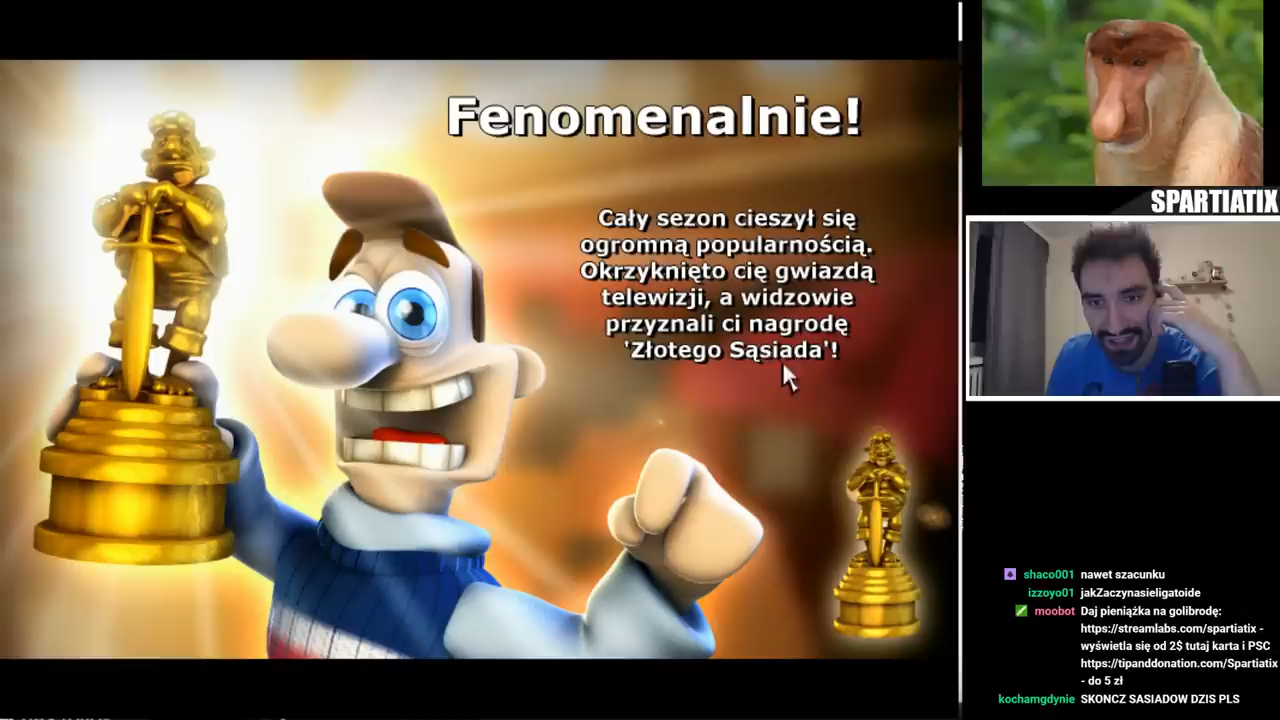 Fenomenalnie!
Cały sezon cieszył się
ogromną popularnością.
Okrzyknięto cię gwiazdą
telewizji, a widzowie
przyznali ci nagrodę
'Złotego Sąsiada'!
SPARTIATIX
shaco001 nawet szacunku
izzoyo01 jakZaczynasieligatoide
moobot Daj pieniążka na golibrodę:
https://streamlabs.com/spartiatix -
wyświetla się od 2$ tutaj karta i PSC
https://tipanddonation.com/Spartiatix
- do 5 zł
kochamgdynie SKONCZ SASIADOW DZIS PLS